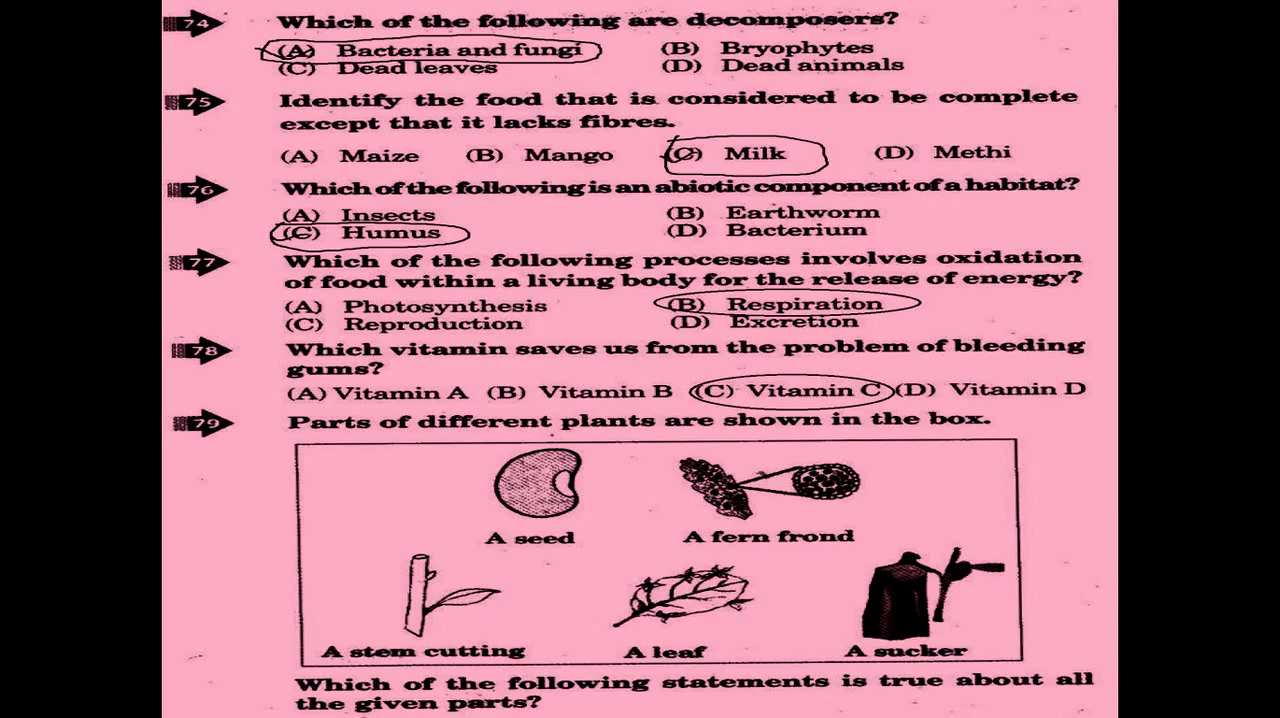 74 Which of the following are decomposers?
(A) Bacteria and fungi (B) Bryophytes
(C) Dead leaves (D) Dead animals
75 Identify the food that is considered to be complete
except that it lacks fibres.
(A) Maize (B) Mango (C) Milk (D) Methi
76 Which of the following is an abiotic component of a habitat?
(A) Insects (B) Earthworm
(C) Humus (D) Bacterium
77 Which of the following processes involves oxidation
of food within a living body for the release of energy?
(A) Photosynthesis (B) Respiration
(C) Reproduction (D) Excretion
78 Which vitamin saves us from the problem of bleeding
gums?
(A) Vitamin A (B) Vitamin B (C) Vitamin C (D) Vitamin D
79 Parts of different plants are shown in the box.
A seed A fern frond
A stem cutting A leaf A sucker
Which of the following statements is true about all
the given parts?